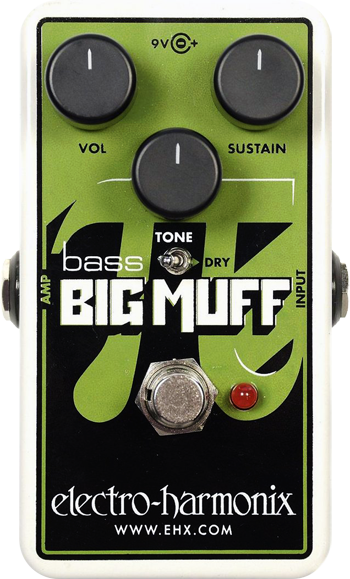 9V - +
VOL
SUSTAIN
TONE
bass
DRY
AMP
BIG MUFF
INPUT
π
electro-harmonix
WWW.EHX.COM